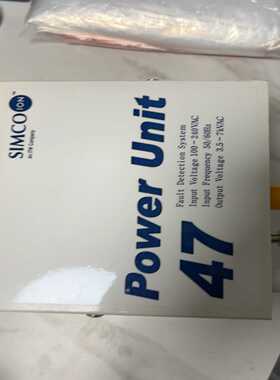 SIMCO ION™
An ITW Company
Power Unit
47
Fault Detection System
Input Voltage 100-240VAC
Input Frequency 50/60Hz
Output Voltage 3.5-7kVAC